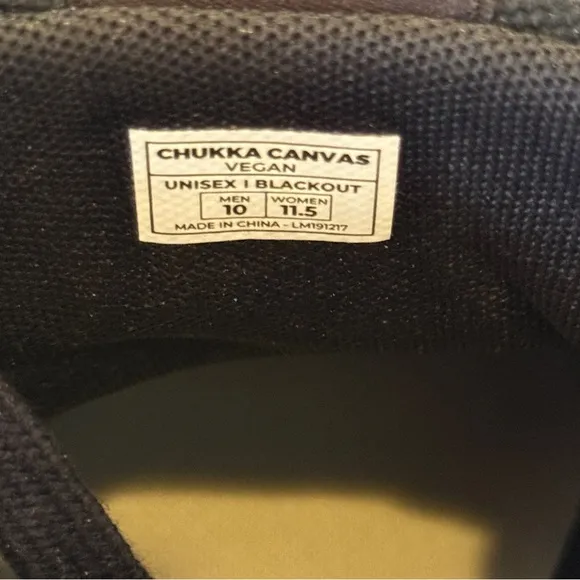 CHUKKA CANVAS
VEGAN
UNISEX | BLACKOUT
MEN WOMEN
10 11.5
MADE IN CHINA - LM191217